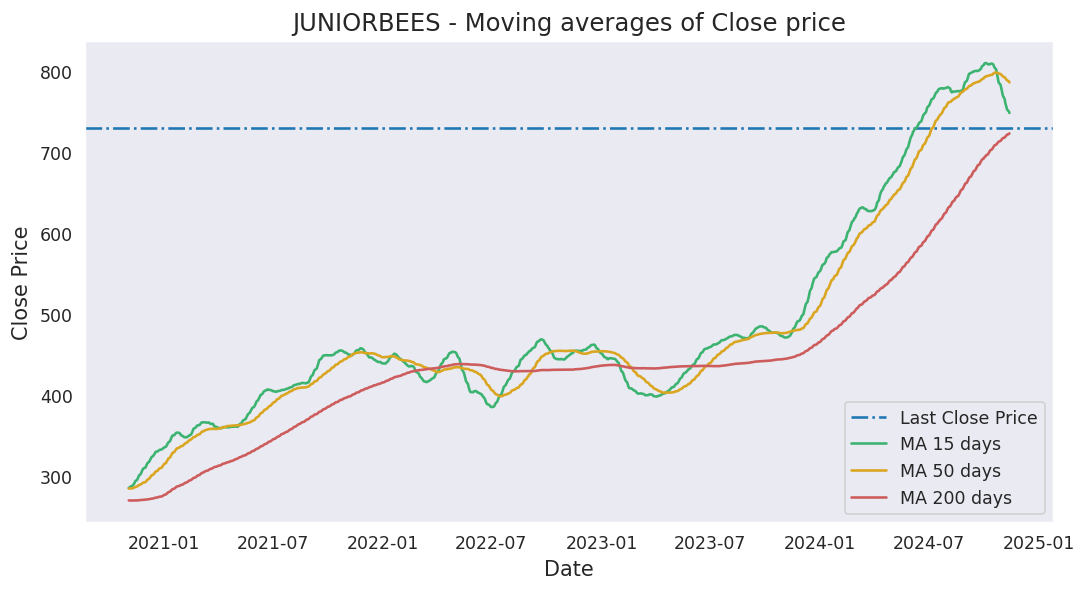 JUNIORBEES - Moving averages of Close price
Close Price
800
700
600
500
400
300
Last Close Price
MA 15 days
MA 50 days
MA 200 days
2021-01 2021-07 2022-01 2022-07 2023-01 2023-07 2024-01 2024-07 2025-01
Date